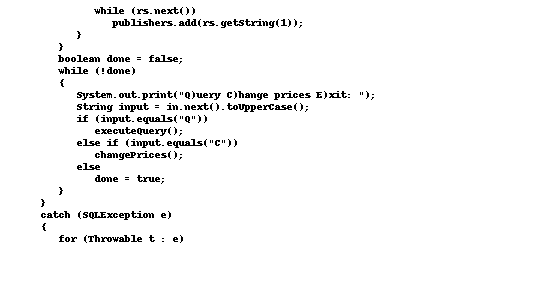 while (rs.next())
publishers.add(rs.getString(1));
}
}
boolean done = false;
while (!done)
{
System.out.print("Q)uery C)hange prices E)xit: ");
String input = in.next().toUpperCase();
if (input.equals("Q"))
executeQuery();
else if (input.equals("C"))
changePrices();
else
done = true;
}
}
catch (SQLException e)
{
for (Throwable t : e)